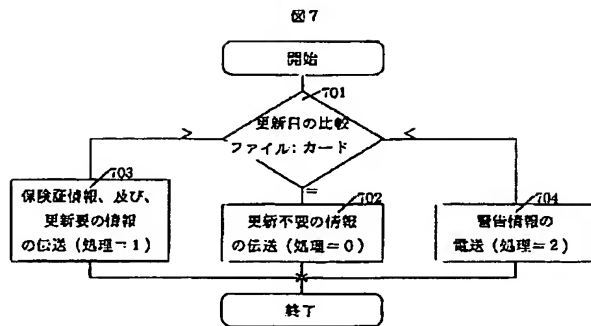 図7
開始
701
更新日の比較
ファイル:カード
>
<
=
703
保険証情報、及び、
更新要の情報
の伝送(処理=1)
702
更新不要の情報
の伝送(処理=0)
704
警告情報の
電送(処理=2)
終了